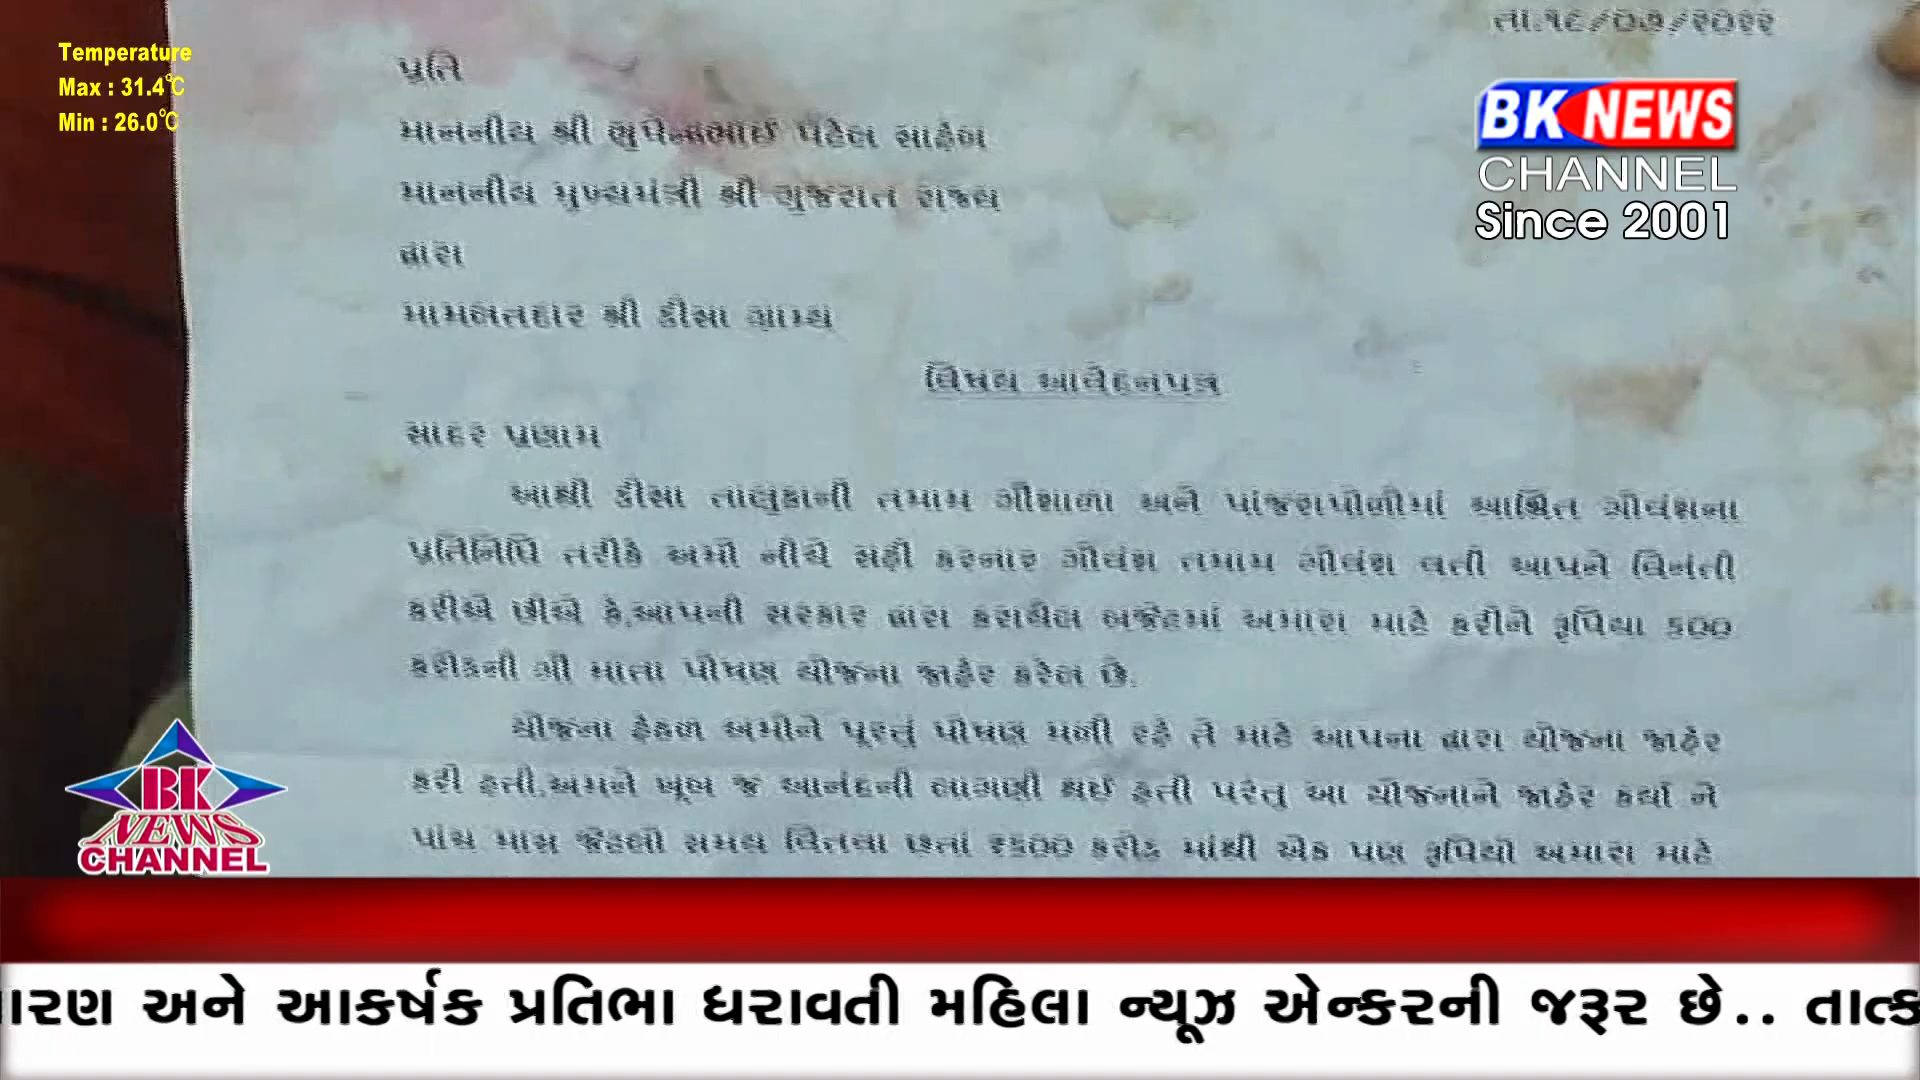 Temperature
Max : 31.4℃
Min : 26.0℃
તા.૧૬/૦૭/૨૦૨૨
BK NEWS
CHANNEL
Since 2001
પ્રતિ
માનનીય શ્રી ભુપેન્દ્રભાઈ પટેલ સાહેબ
માનનીય મુખ્યમંત્રી શ્રી ગુજરાત રાજ્ય
દ્વારા
મામલતદાર શ્રી ડીસા ગ્રામ્ય
વિષય આવેદનપત્ર
સાદર પ્રણામ
આથી ડીસા તાલુકાની તમામ ગૌશાળા અને પાંજરાપોળોમાં આશ્રિત ગૌવંશના
પ્રતિનિધિ તરીકે અમો નીચે સહી કરનાર ગૌવંશ તમામ ગૌવંશ વતી આપને વિનંતી
કરીએ છીએ કે,આપની સરકાર દ્વારા કરાયેલ બજેટમાં અમારા માટે કરીને રૂપિયા ૫૦૦
કરોડની ગૌ માતા પોષણ યોજના જાહેર કરેલ છે.
યોજના હેઠળ અમોને પૂરતું પોષણ મળી રહે તે માટે આપના દ્વારા યોજના જાહેર
કરી હતી.અમને ખૂબ જ આનંદની લાગણી થઈ હતી પરંતુ આ યોજનાને જાહેર કર્યા ને
પાંચ માસ જેટલો સમય વિતવા છતાં ૨૫૦૦ કરોડ માંથી એક પણ રૂપિયો અમારા માટે
BK
NEWS
CHANNEL
અને આકર્ષક પ્રતિભા ધરાવતી મહિલા ન્યૂઝ એન્કરની જરૂર છે..